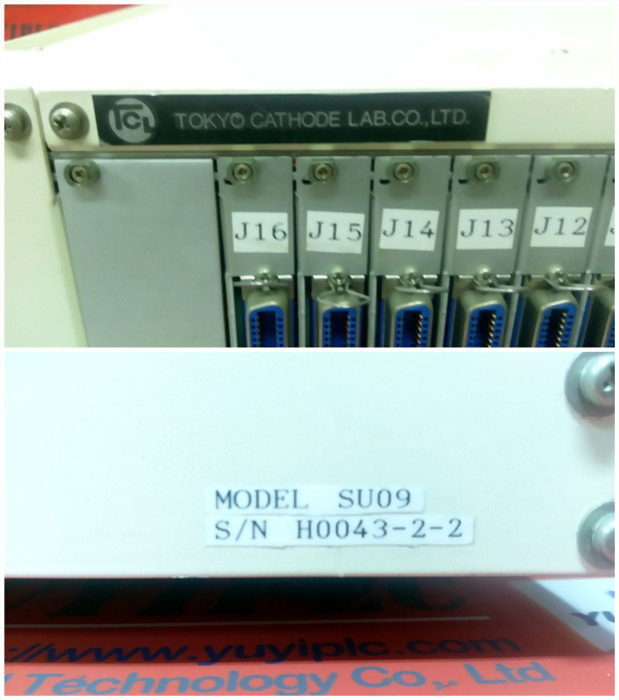 TCL TOKYO CATHODE LAB.CO.,LTD.
J16 J15 J14 J13 J12
MODEL SU09
S/N H0043-2-2
www.yuyiplc.com
Technology Co., Ltd